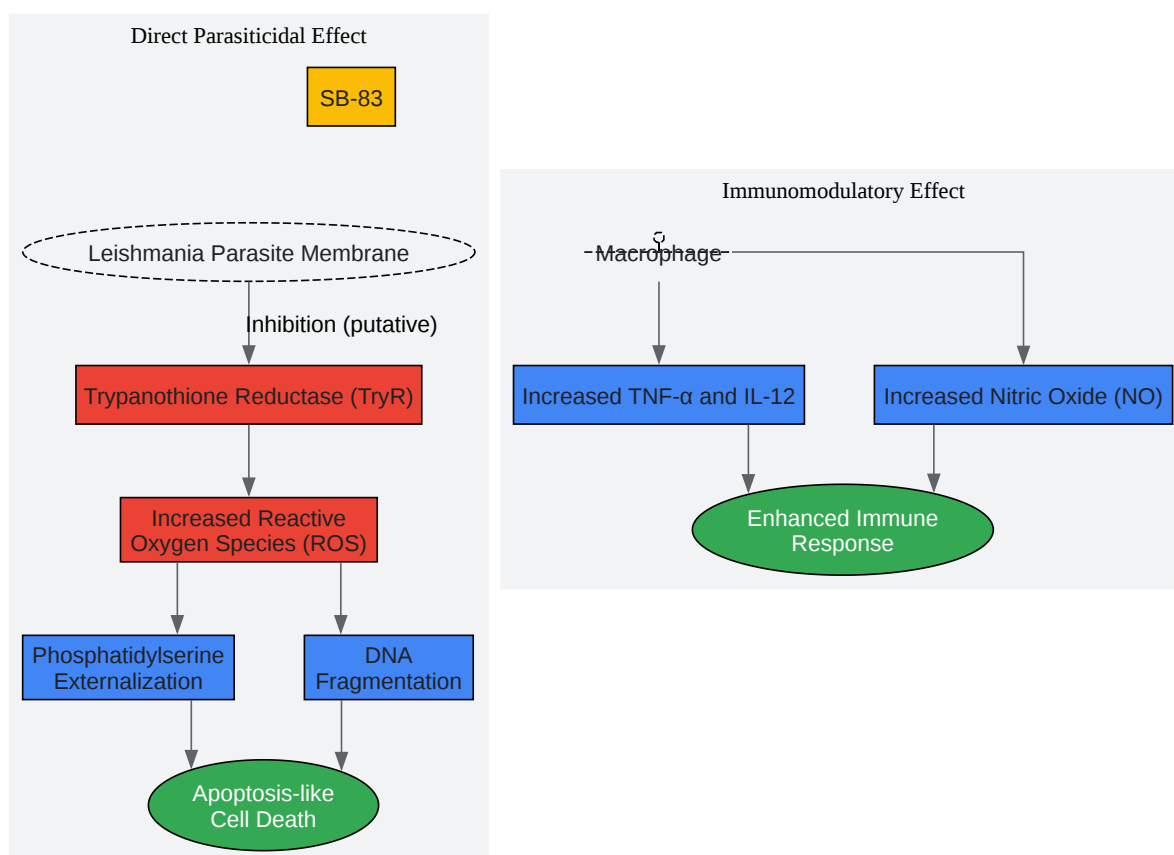 Direct Parasiticidal Effect
SB-83
Leishmania Parasite Membrane
Inhibition (putative)
Trypanothione Reductase (TryR)
Increased Reactive
Oxygen Species (ROS)
Phosphatidylserine
Externalization
DNA
Fragmentation
Apoptosis-like
Cell Death
Immunomodulatory Effect
Macrophage
Increased TNF-α and IL-12
Increased Nitric Oxide (NO)
Enhanced Immune
Response